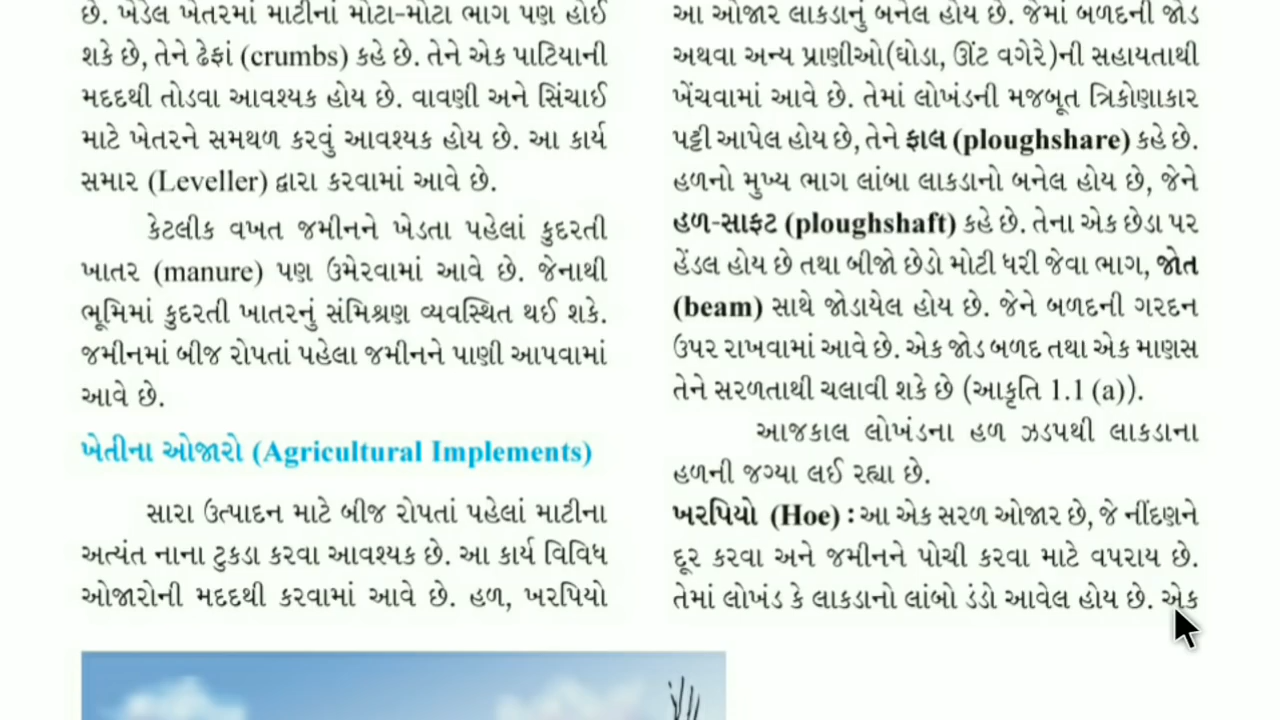 છે. ખેડેલ ખેતરમાં માટીનાં મોટા-મોટા ભાગ પણ હોઈ
શકે છે, તેને ઢેફાં (crumbs) કહે છે. તેને એક પાટિયાની
મદદથી તોડવા આવશ્યક હોય છે. વાવણી અને સિંચાઈ
માટે ખેતરને સમથળ કરવું આવશ્યક હોય છે. આ કાર્ય
સમાર (Leveller) દ્વારા કરવામાં આવે છે.
કેટલીક વખત જમીનને ખેડતા પહેલાં કુદરતી
ખાતર (manure) પણ ઉમેરવામાં આવે છે. જેનાથી
ભૂમિમાં કુદરતી ખાતરનું સંમિશ્રણ વ્યવસ્થિત થઈ શકે.
જમીનમાં બીજ રોપતાં પહેલા જમીનને પાણી આપવામાં
આવે છે.
ખેતીના ઓજારો (Agricultural Implements)
સારા ઉત્પાદન માટે બીજ રોપતાં પહેલાં માટીના
અત્યંત નાના ટુકડા કરવા આવશ્યક છે. આ કાર્ય વિવિધ
ઓજારોની મદદથી કરવામાં આવે છે. હળ, ખરપિયો
આ ઓજાર લાકડાનું બનેલ હોય છે. જેમાં બળદની જોડ
અથવા અન્ય પ્રાણીઓ(ઘોડા, ઊંટ વગેરે)ની સહાયતાથી
ખેંચવામાં આવે છે. તેમાં લોખંડની મજબૂત ત્રિકોણાકાર
પટ્ટી આપેલ હોય છે, તેને ફાલ (ploughshare) કહે છે.
હળનો મુખ્ય ભાગ લાંબા લાકડાનો બનેલ હોય છે, જેને
હળ-સાફટ (ploughshaft) કહે છે. તેના એક છેડા પર
હેંડલ હોય છે તથા બીજો છેડો મોટી ધરી જેવા ભાગ, જોત
(beam) સાથે જોડાયેલ હોય છે. જેને બળદની ગરદન
ઉપર રાખવામાં આવે છે. એક જોડ બળદ તથા એક માણસ
તેને સરળતાથી ચલાવી શકે છે (આકૃતિ 1.1 (a)).
આજકાલ લોખંડના હળ ઝડપથી લાકડાના
હળની જગ્યા લઈ રહ્યા છે.
ખરપિયો (Hoe) : આ એક સરળ ઓજાર છે, જે નીંદણને
દૂર કરવા અને જમીનને પોચી કરવા માટે વપરાય છે.
તેમાં લોખંડ કે લાકડાનો લાંબો ડંડો આવેલ હોય છે. એક